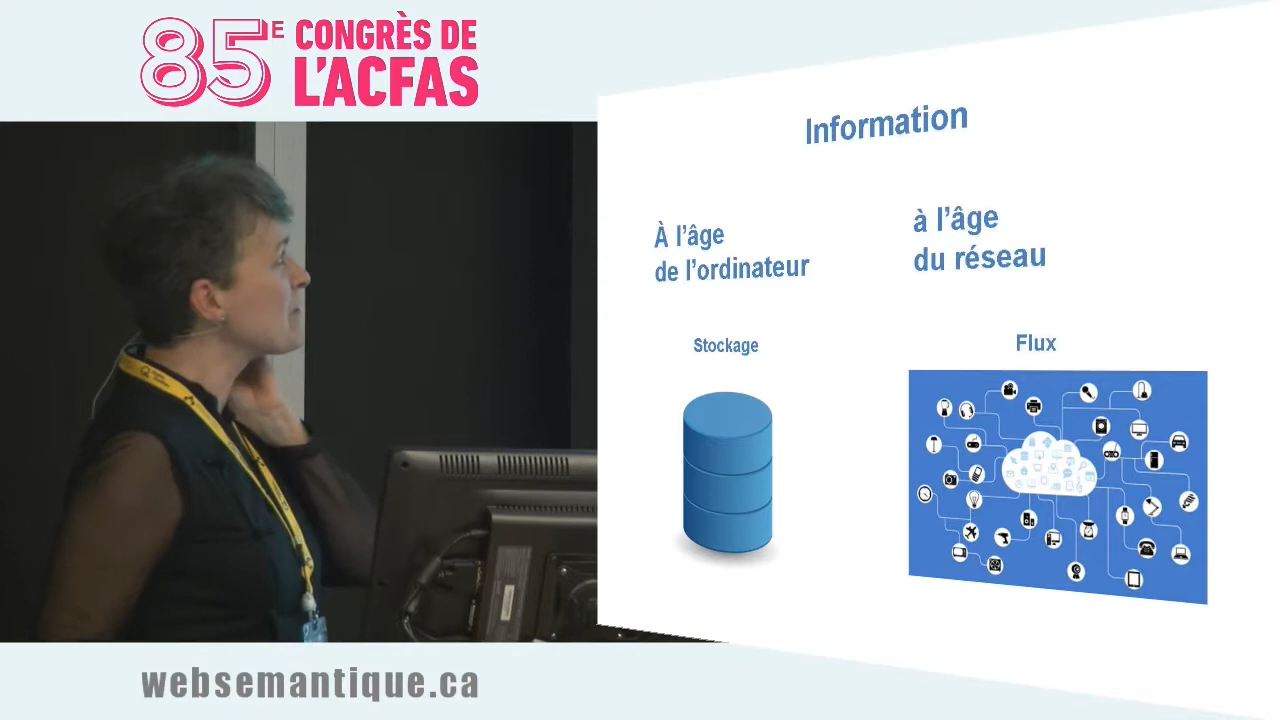 85E CONGRÈS DE
L'ACFAS
Information
À l'âge
de l'ordinateur
à l'âge
du réseau
Stockage
Flux
websemantique.ca